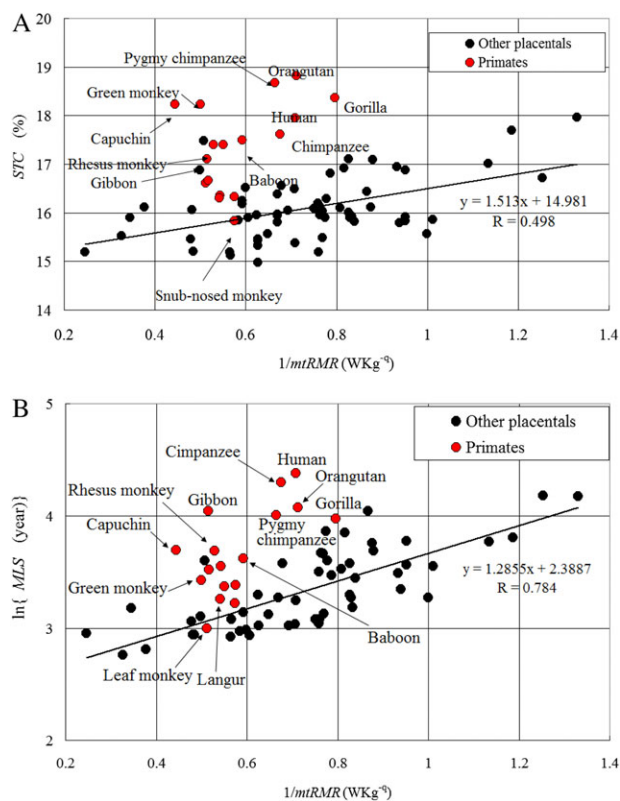 A
19
18
17
16
15
14
STC (%)
Other placentals
Primates
Pygmy chimpanzee
Orangutan
Green monkey
Gorilla
Capuchin
Human
Chimpanzee
Rhesus monkey
Gibbon
Baboon
y = 1.513x + 14.981
R = 0.498
Snub-nosed monkey
0.2 0.4 0.6 0.8 1 1.2 1.4
1/mtRMR (WKg⁻q)
B
5
4
3
2
ln{ MLS (year)}
Other placentals
Primates
Cimpanzee
Human
Orangutan
Rhesus monkey
Gibbon
Gorilla
Capuchin
Pygmy
chimpanzee
Green monkey
y = 1.2855x + 2.3887
R = 0.784
Baboon
Leaf monkey
Langur
0.2 0.4 0.6 0.8 1 1.2 1.4
1/mtRMR (WKg⁻q)